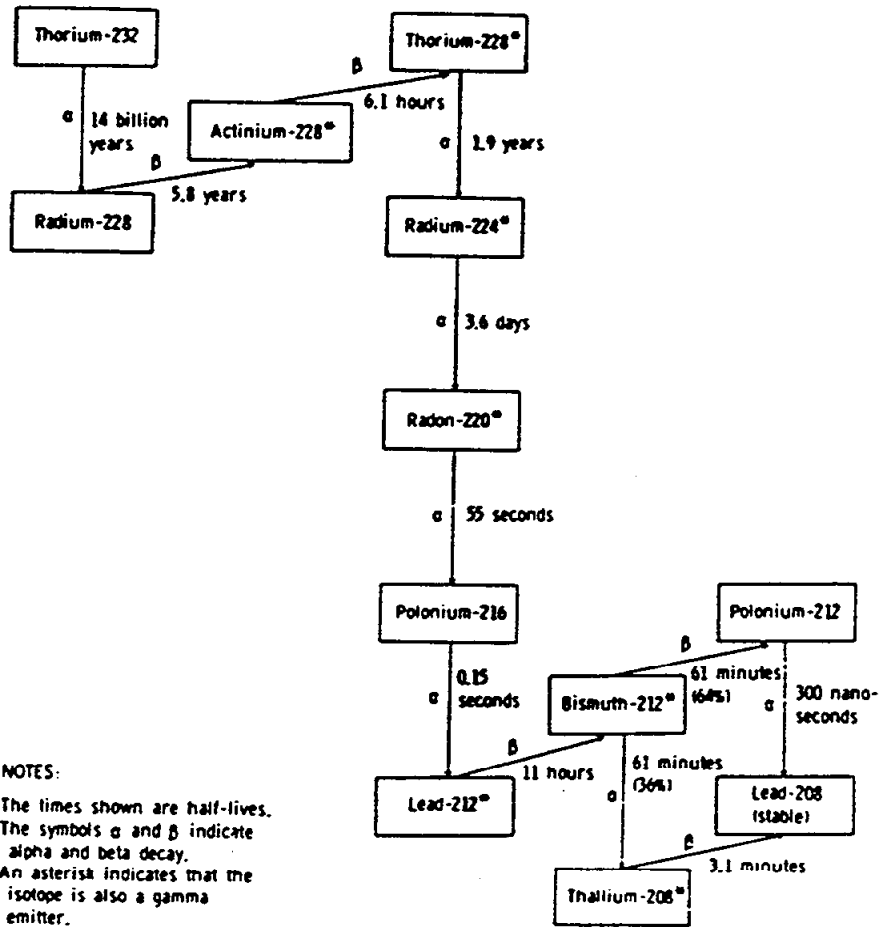 Thorium-232
α 14 billion
years
Radium-228
β
5.8 years
Actinium-228*
β
6.1 hours
Thorium-228*
α 1.9 years
Radium-224*
α 3.6 days
Radon-220*
α 55 seconds
Polonium-216
α 0.15
seconds
Lead-212*
β
11 hours
Bismuth-212*
β
61 minutes
(64%)
Polonium-212
α 300 nano-
seconds
61 minutes
(36%)
α
Thallium-208*
β
3.1 minutes
Lead-208
(stable)
NOTES:
The times shown are half-lives.
The symbols α and β indicate
alpha and beta decay.
An asterisk indicates that the
isotope is also a gamma
emitter.